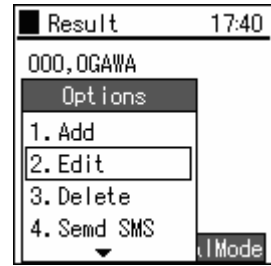 Result 17:40
000,OGAWA
Options
1.Add
2.Edit
3.Delete
4.Semd SMS
lMode